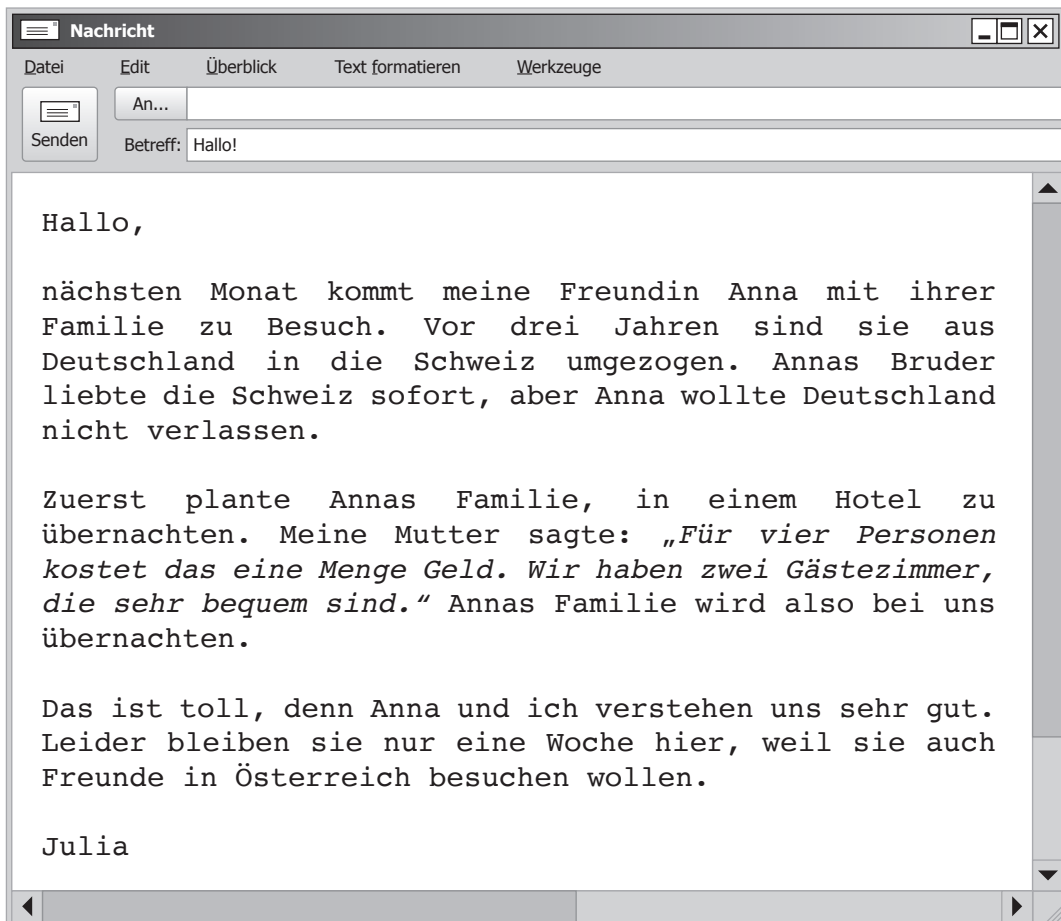 Nachricht
Datei Edit Überblick Text formatieren Werkzeuge
An...
Senden
Betreff: Hallo!
Hallo,
nächsten Monat kommt meine Freundin Anna mit ihrer
Familie zu Besuch. Vor drei Jahren sind sie aus
Deutschland in die Schweiz umgezogen. Annas Bruder
liebte die Schweiz sofort, aber Anna wollte Deutschland
nicht verlassen.
Zuerst plante Annas Familie, in einem Hotel zu
übernachten. Meine Mutter sagte: „Für vier Personen
kostet das eine Menge Geld. Wir haben zwei Gästezimmer,
die sehr bequem sind.“ Annas Familie wird also bei uns
übernachten.
Das ist toll, denn Anna und ich verstehen uns sehr gut.
Leider bleiben sie nur eine Woche hier, weil sie auch
Freunde in Österreich besuchen wollen.
Julia